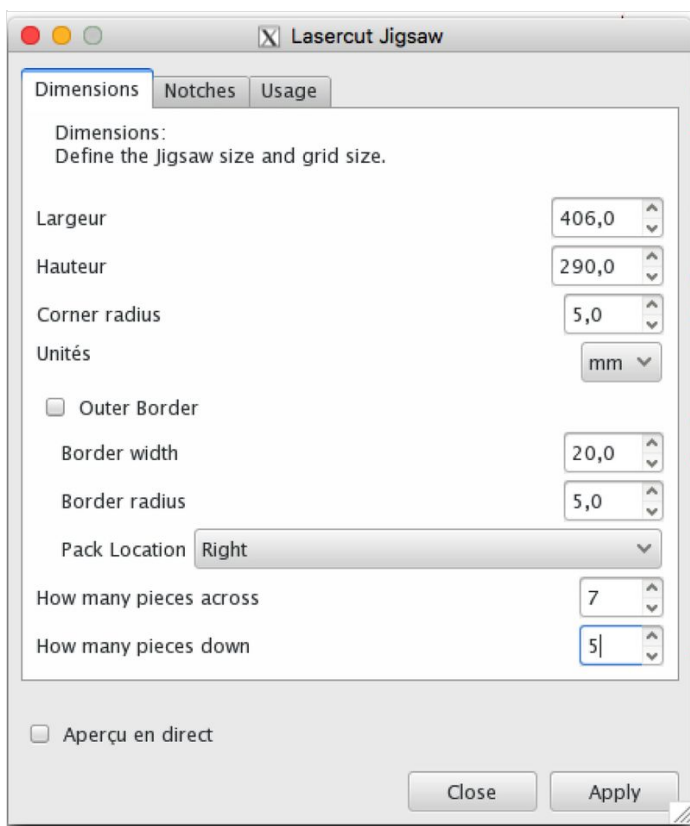 Lasercut Jigsaw
Dimensions Notches Usage
Dimensions:
Define the Jigsaw size and grid size.
Largeur 406,0
Hauteur 290,0
Corner radius 5,0
Unités mm
Outer Border
Border width 20,0
Border radius 5,0
Pack Location Right
How many pieces across 7
How many pieces down 5
Aperçu en direct
Close Apply